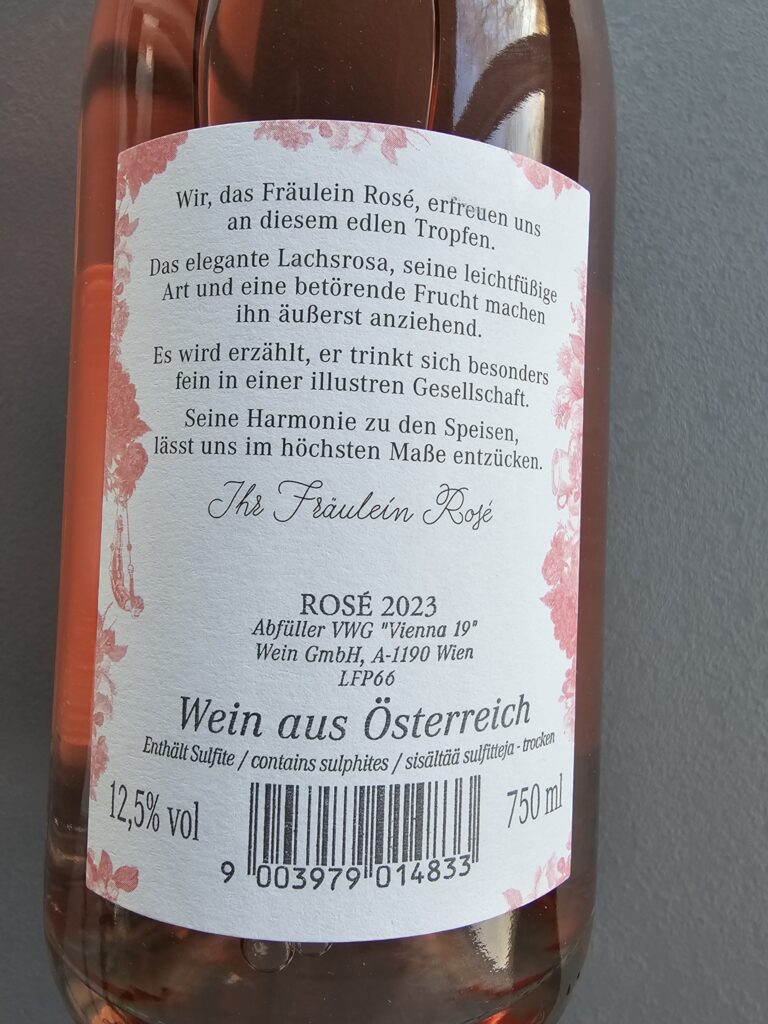 Wir, das Fräulein Rosé, erfreuen uns
an diesem edlen Tropfen.
Das elegante Lachsrosa, seine leichtfüßige
Art und eine betörende Frucht machen
ihn äußerst anziehend.
Es wird erzählt, er trinkt sich besonders
fein in einer illustren Gesellschaft.
Seine Harmonie zu den Speisen,
lässt uns im höchsten Maße entzücken.
Ihr Fräulein Rosé
ROSÉ 2023
Abfüller VWG "Vienna 19"
Wein GmbH, A-1190 Wien
LFP66
Wein aus Österreich
Enthält Sulfite / contains sulphites / sisältää sulfitteja - trocken
12,5% vol
750 ml
9 003979 014833